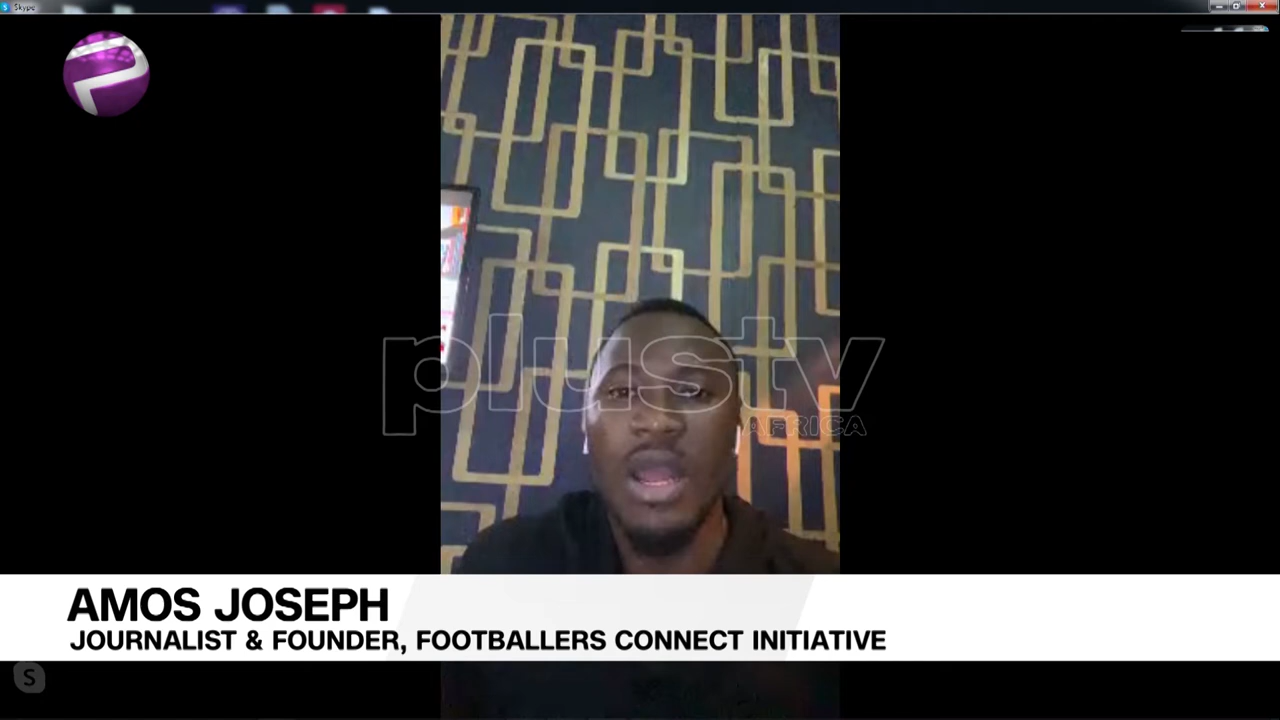 Skype
plustv
AFRICA
AMOS JOSEPH
JOURNALIST & FOUNDER, FOOTBALLERS CONNECT INITIATIVE
S